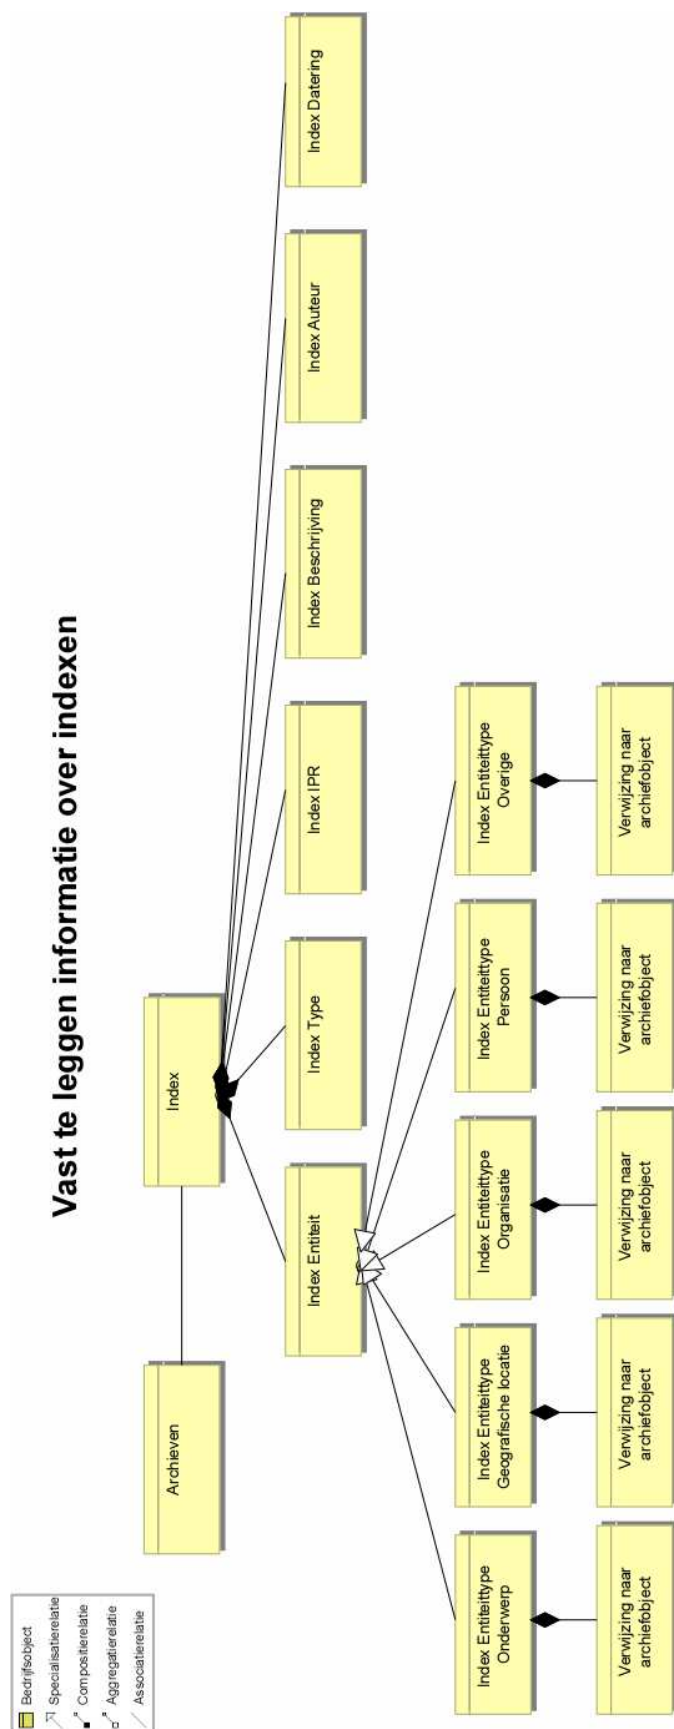 Bedrijfsobject
Specialisatierelatie
Compositierelatie
Aggregatierelatie
Associatierelatie
Vast te leggen informatie over indexen
Archieven
Index
Index Entiteit
Index Type
Index IPR
Index Beschrijving
Index Auteur
Index Datering
Index Entiteittype
Onderwerp
Index Entiteittype
Geografische locatie
Index Entiteittype
Organisatie
Index Entiteittype
Persoon
Index Entiteittype
Overige
Verwijzing naar
archiefobject
Verwijzing naar
archiefobject
Verwijzing naar
archiefobject
Verwijzing naar
archiefobject
Verwijzing naar
archiefobject